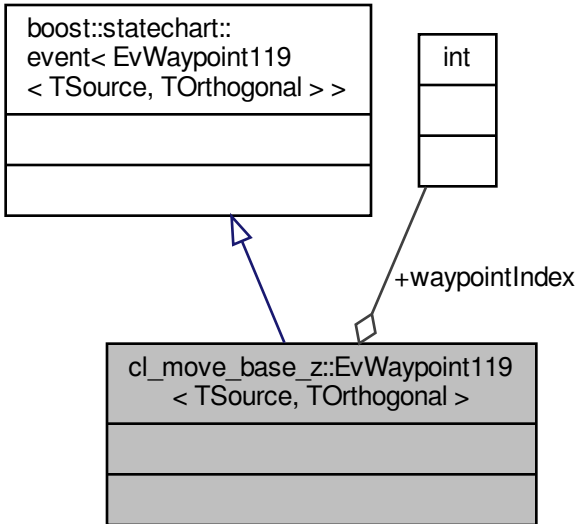 boost::statechart::
event< EvWaypoint119
< TSource, TOrthogonal > >
int
+waypointIndex
cl_move_base_z::EvWaypoint119
< TSource, TOrthogonal >